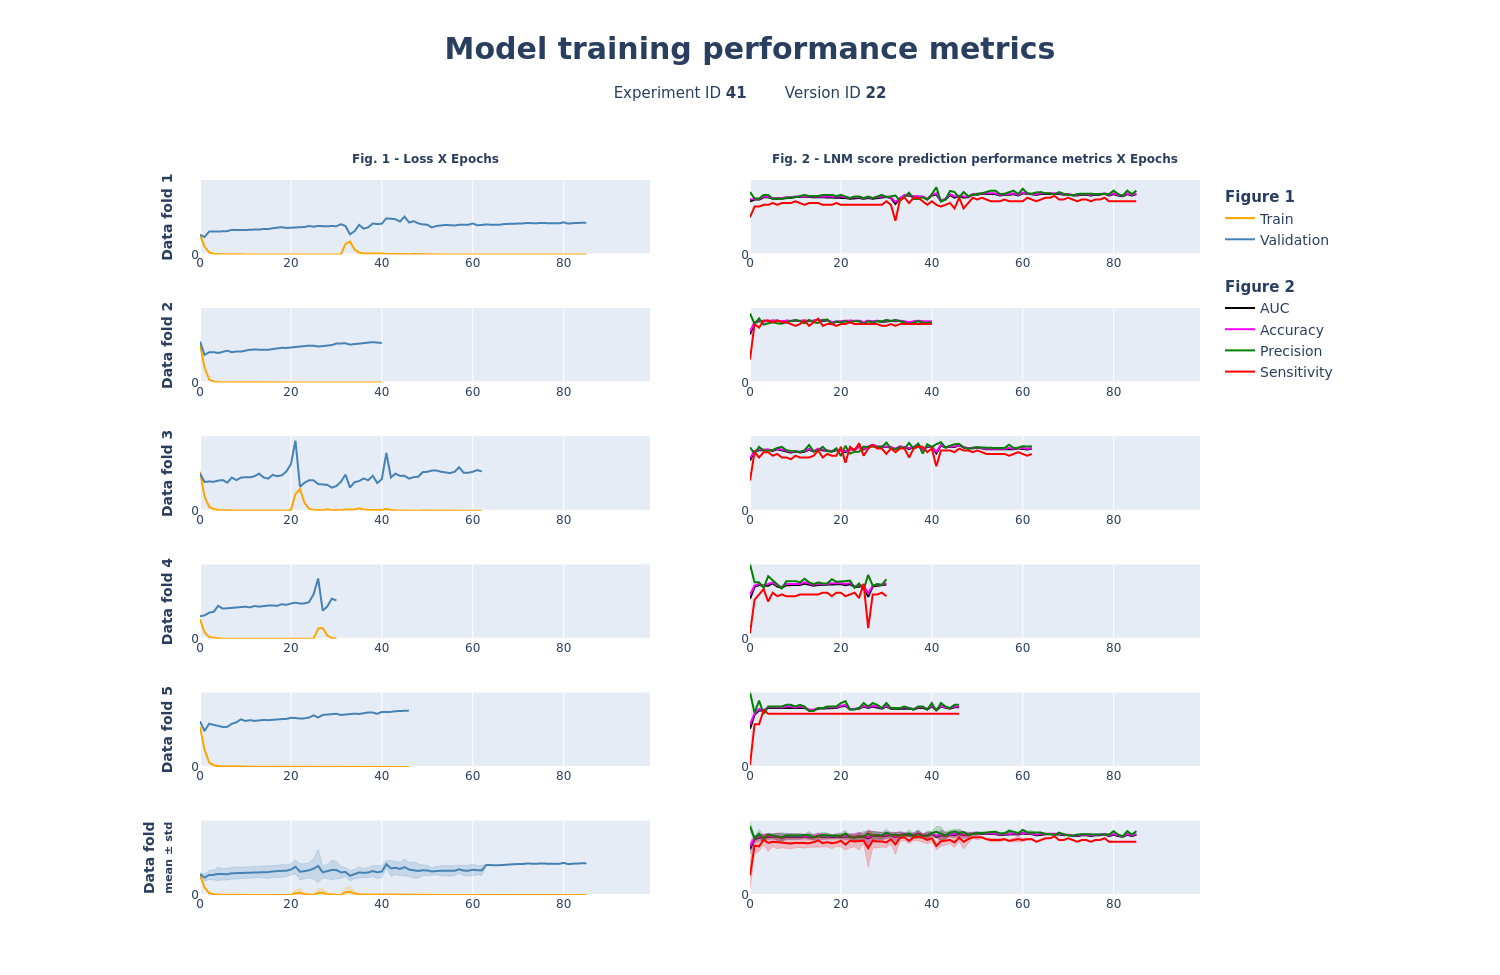 Model training performance metrics
Experiment ID 41 Version ID 22
Fig. 1 - Loss X Epochs
Fig. 2 - LNM score prediction performance metrics X Epochs
Data fold 1
0
0 20 40 60 80
0
0 20 40 60 80
Figure 1
Train
Validation
Figure 2
AUC
Accuracy
Precision
Sensitivity
Data fold 2
0
0 20 40 60 80
0
0 20 40 60 80
Data fold 3
0
0 20 40 60 80
0
0 20 40 60 80
Data fold 4
0
0 20 40 60 80
0
0 20 40 60 80
Data fold 5
0
0 20 40 60 80
0
0 20 40 60 80
Data fold
mean ± std
0
0 20 40 60 80
0
0 20 40 60 80